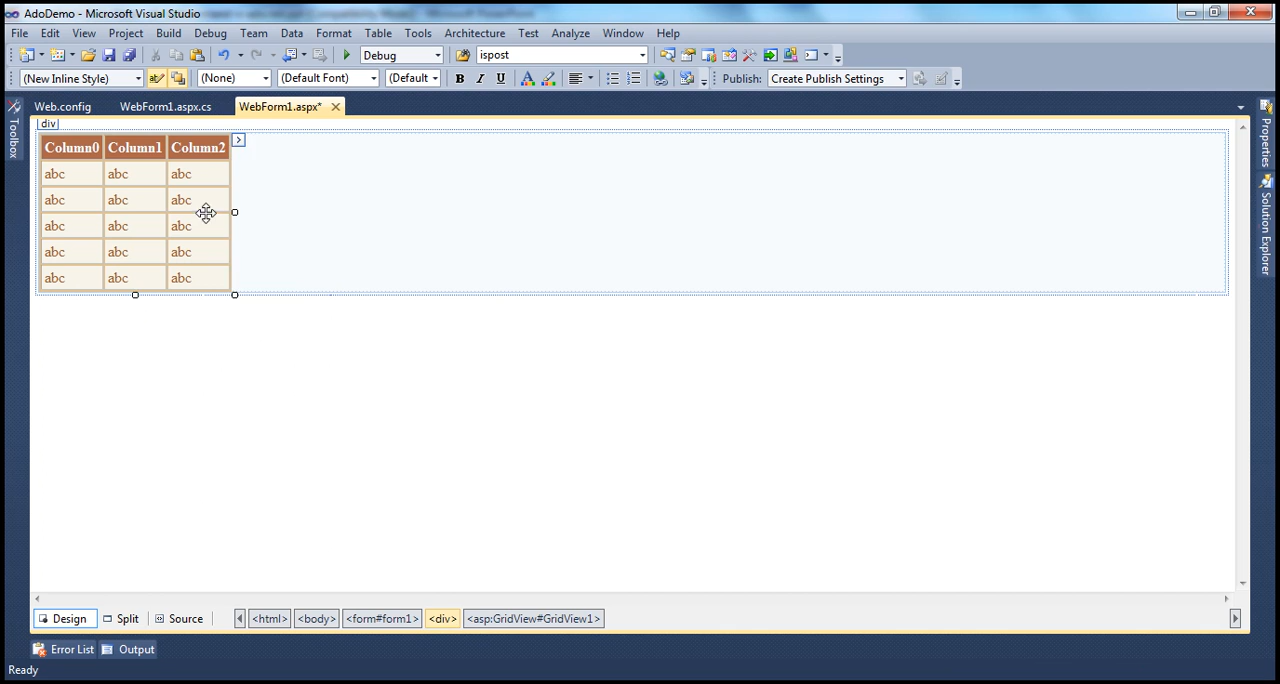 AdoDemo - Microsoft Visual Studio
File Edit View Project Build Debug Team Data Format Table Tools Architecture Test Analyze Window Help
Debug ispost
(New Inline Style) ab (None) (Default Font) (Default B I U A Publish: Create Publish Settings
Web.config WebForm1.aspx.cs WebForm1.aspx*
Toolbox
div
Column0 Column1 Column2
abc abc abc
abc abc abc
abc abc abc
abc abc abc
abc abc abc
Properties
Solution Explorer
Design Split Source <html> <body> <form#form1> <div> <asp:GridView#GridView1>
Error List Output
Ready